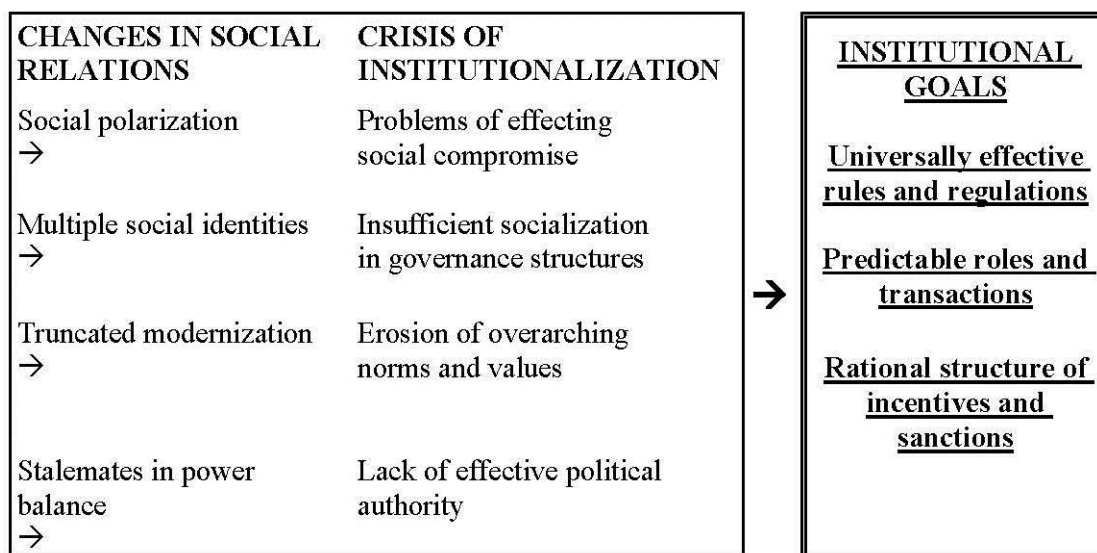 CHANGES IN SOCIAL
RELATIONS
CRISIS OF
INSTITUTIONALIZATION
Social polarization
→
Problems of effecting
social compromise
Multiple social identities
→
Insufficient socialization
in governance structures
Truncated modernization
→
Erosion of overarching
norms and values
Stalemates in power
balance
→
Lack of effective political
authority
→
INSTITUTIONAL
GOALS
Universally effective
rules and regulations
Predictable roles and
transactions
Rational structure of
incentives and
sanctions